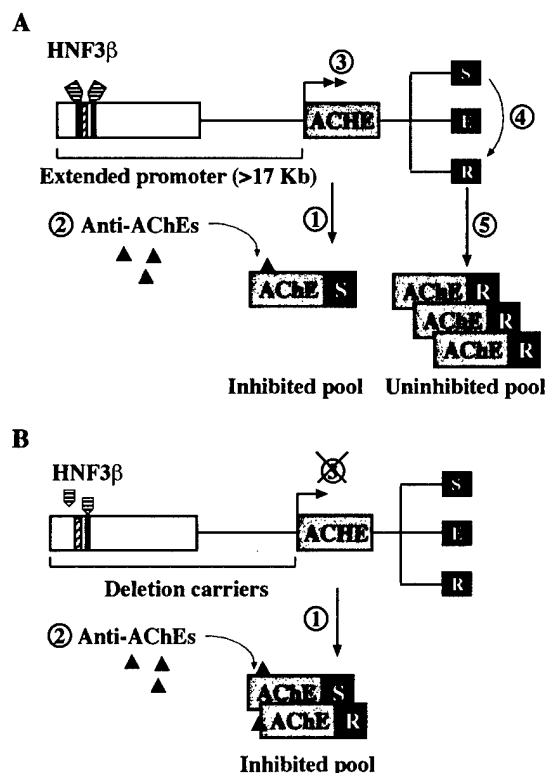 A
HNF3β
③
ACHE
S
E
R
④
Extended promoter (>17 Kb)
② Anti-AChEs
①
⑤
AChE S
AChE R
AChE R
AChE R
Inhibited pool
Uninhibited pool
B
HNF3β
③
ACHE
S
E
R
Deletion carriers
② Anti-AChEs
①
AChE S
AChE R
Inhibited pool